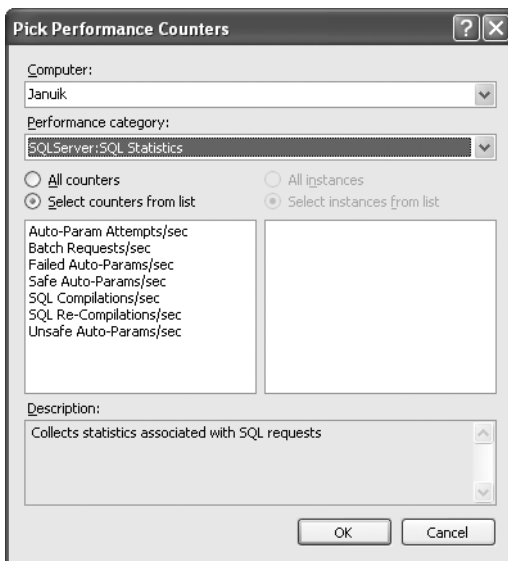 Pick Performance Counters
Computer:
Januik
Performance category:
SQLServer:SQL Statistics
All counters
Select counters from list
All instances
Select instances from list
Auto-Param Attempts/sec
Batch Requests/sec
Failed Auto-Params/sec
Safe Auto-Params/sec
SQL Compilations/sec
SQL Re-Compilations/sec
Unsafe Auto-Params/sec
Description:
Collects statistics associated with SQL requests
OK
Cancel